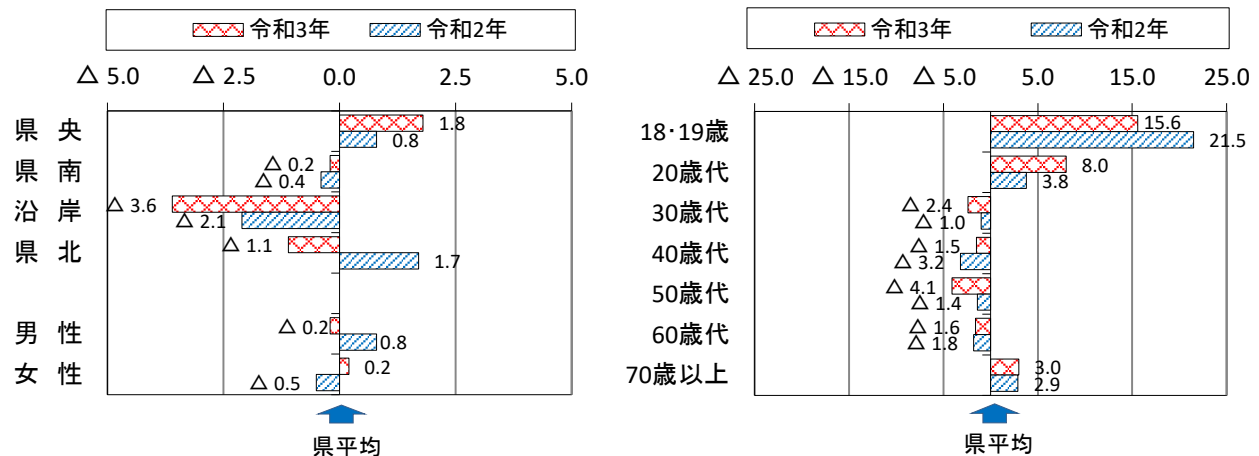 令和3年 令和2年
△ 5.0 △ 2.5 0.0 2.5 5.0
県央 1.8
0.8
県南 △ 0.2
△ 0.4
沿岸 △ 3.6
△ 2.1
県北 △ 1.1
1.7
男性 △ 0.2
0.8
女性 0.2
△ 0.5
県平均
令和3年 令和2年
△ 25.0 △ 15.0 △ 5.0 5.0 15.0 25.0
18・19歳 15.6
21.5
20歳代 8.0
3.8
30歳代 △ 2.4
△ 1.0
40歳代 △ 1.5
△ 3.2
50歳代 △ 4.1
△ 1.4
60歳代 △ 1.6
△ 1.8
70歳以上 3.0
2.9
県平均